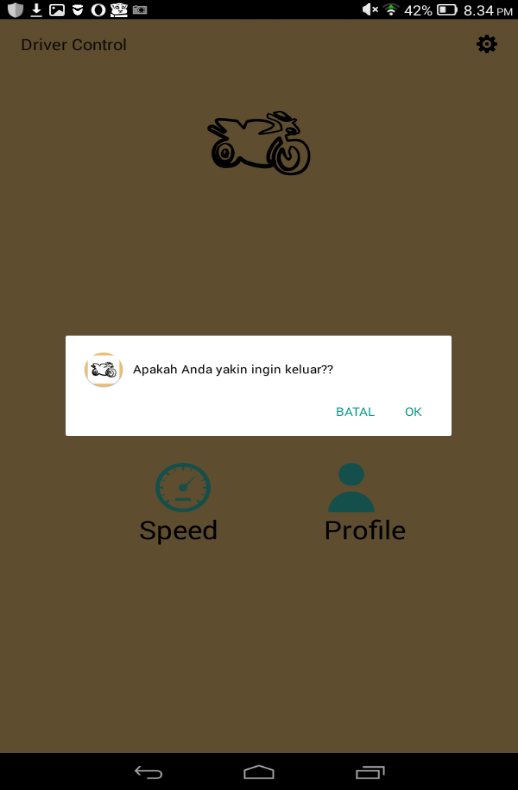 42% 8.34 PM
Driver Control
Apakah Anda yakin ingin keluar??
BATAL OK
Speed Profile